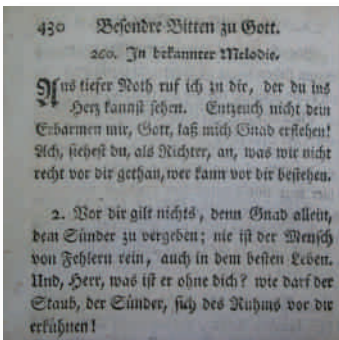 430 Besondre Bitten zu Gott.
260. In bekannter Melodie.
Aus tiefer Noth ruf ich zu dir, der du ins
Herz kannst sehen. Entzeuch nicht dein
Erbarmen mir, Gott, laß mich Gnad erflehen!
Ach, siehest du, als Richter, an, was wir nicht
recht vor dir gethan, wer kann vor dir bestehen.
2. Vor dir gilt nichts, denn Gnad allein,
dem Sünder zu vergeben; nie ist der Mensch
von Fehlern rein, auch in dem besten Leben.
Und, Herr, was ist er ohne dich? wie darf der
Staub, der Sünder, sich des Ruhms vor dir
erkühnen!